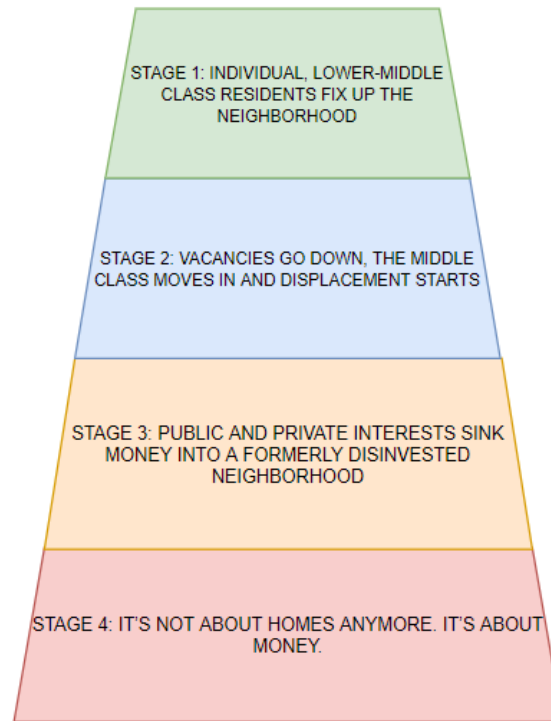 STAGE 1: INDIVIDUAL, LOWER-MIDDLE
CLASS RESIDENTS FIX UP THE
NEIGHBORHOOD
STAGE 2: VACANCIES GO DOWN, THE MIDDLE
CLASS MOVES IN AND DISPLACEMENT STARTS
STAGE 3: PUBLIC AND PRIVATE INTERESTS SINK
MONEY INTO A FORMERLY DISINVESTED
NEIGHBORHOOD
STAGE 4: IT'S NOT ABOUT HOMES ANYMORE. IT'S ABOUT
MONEY.